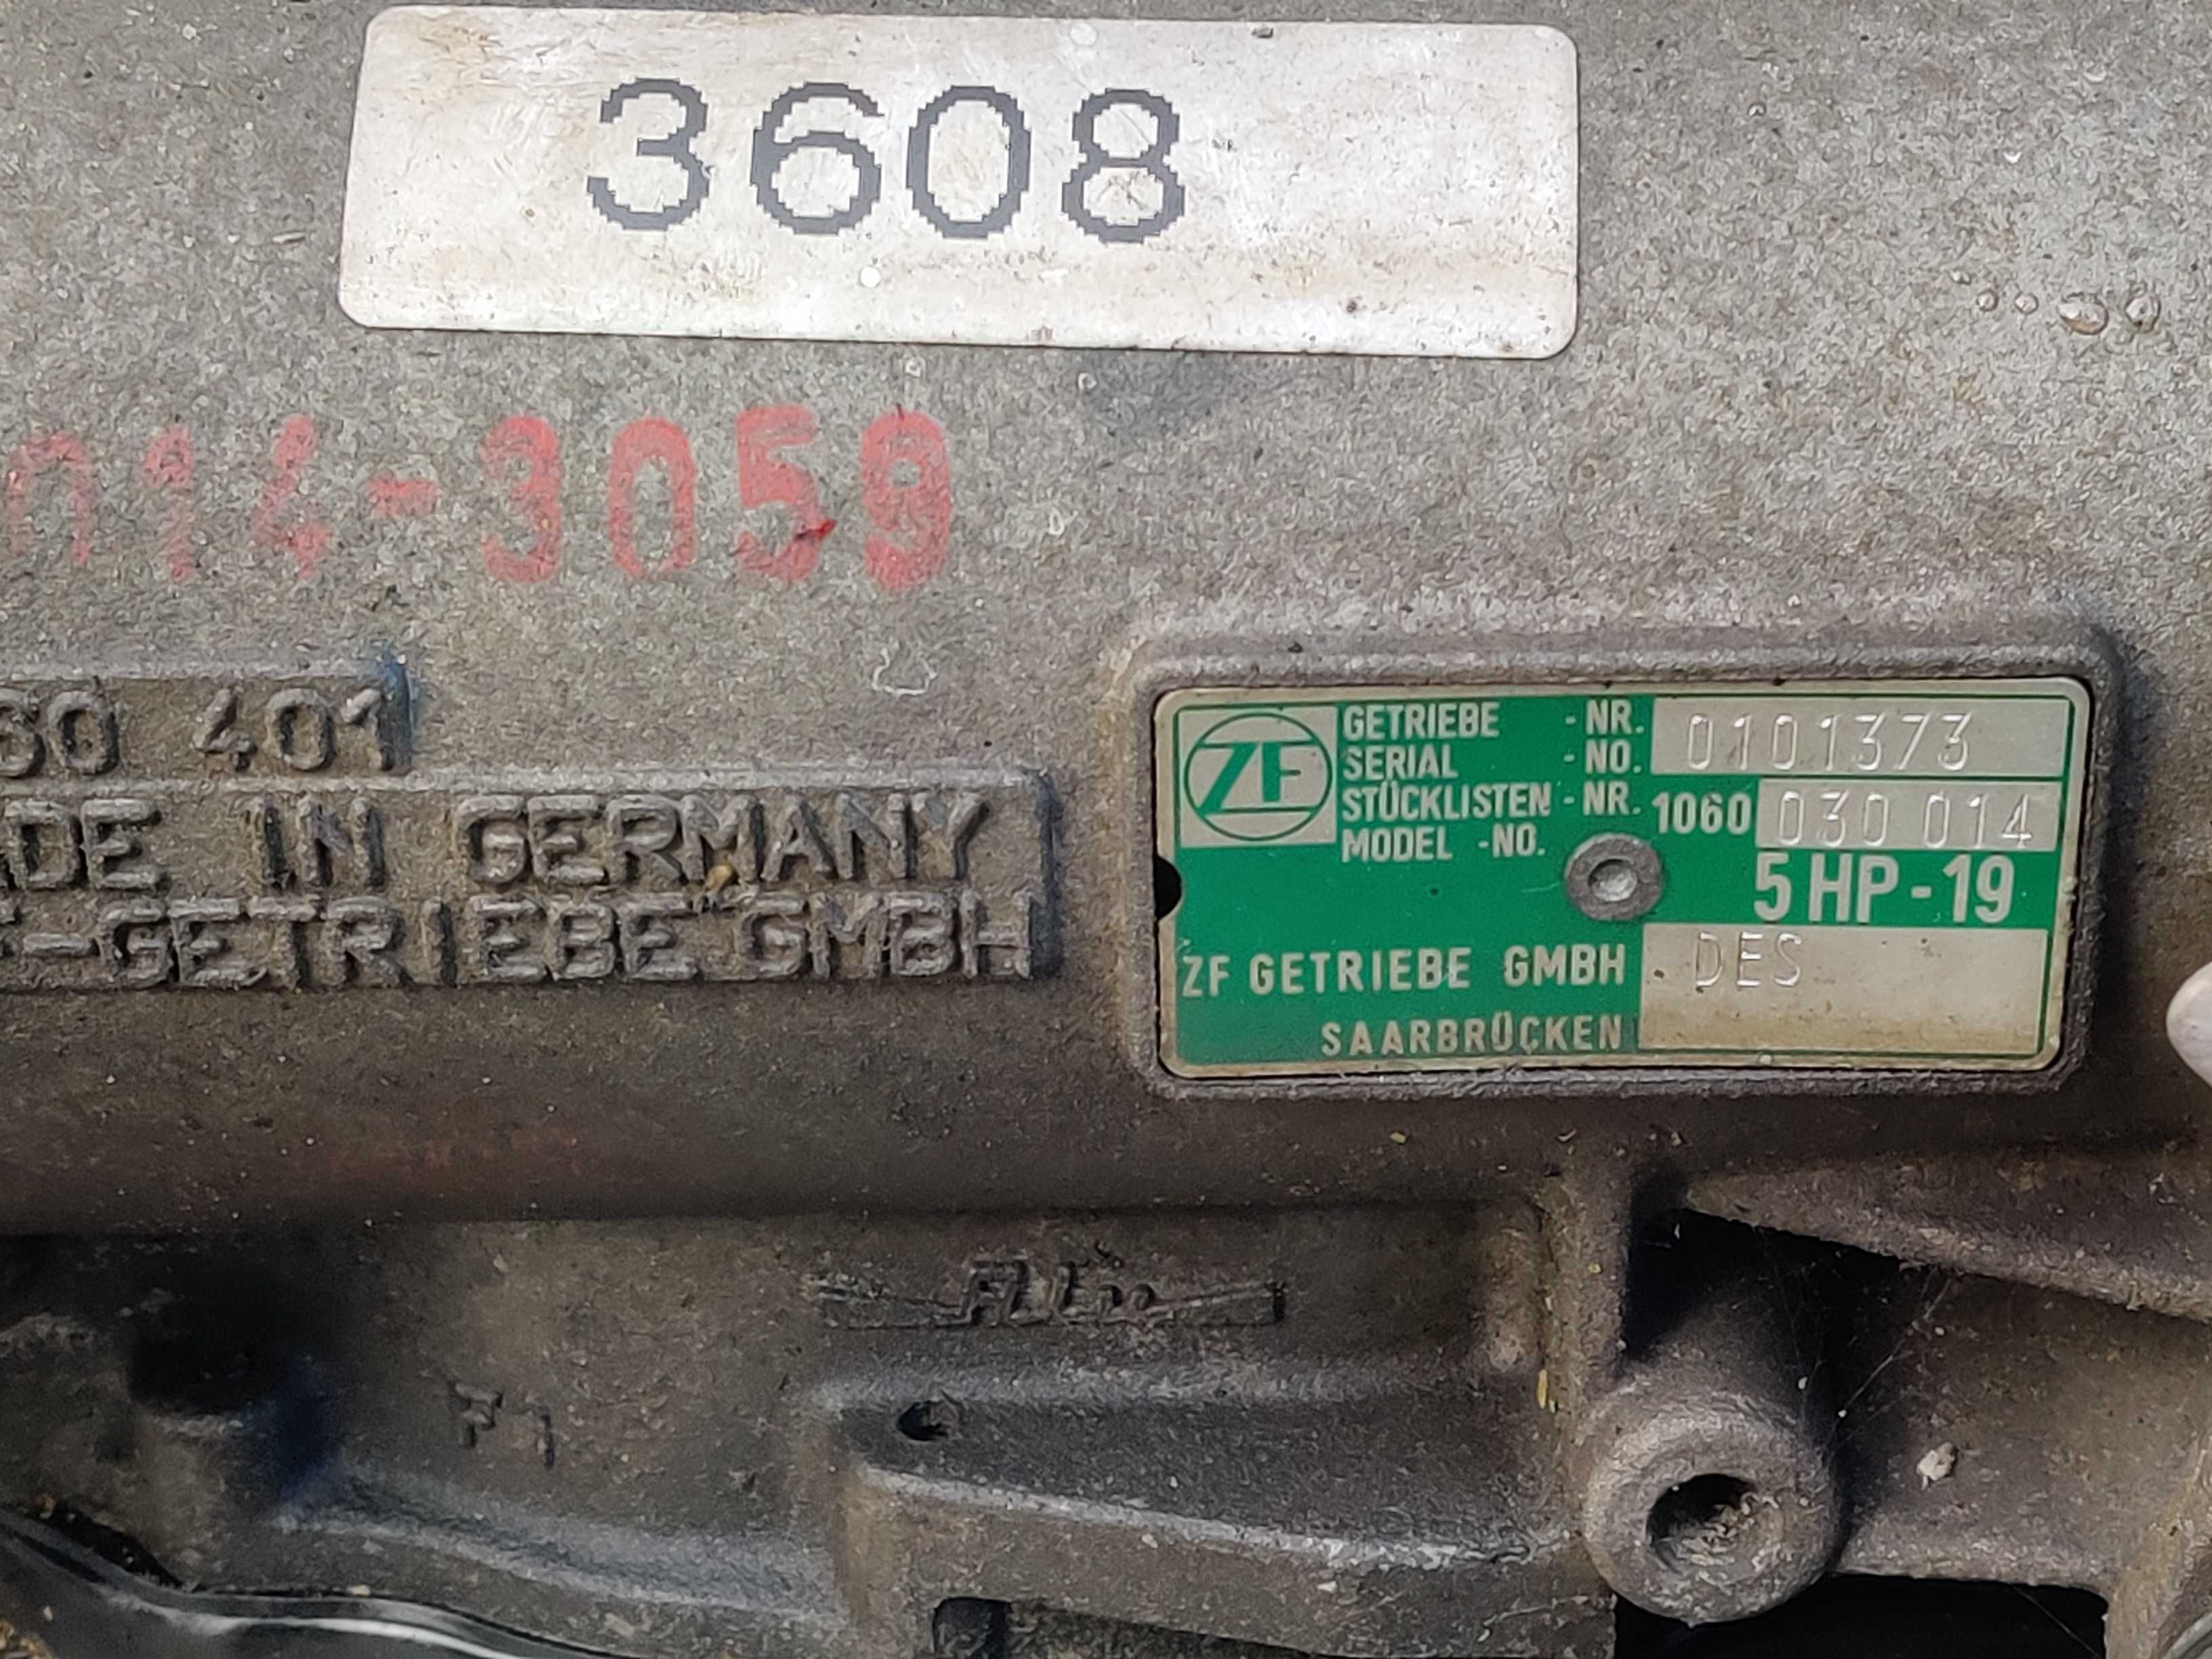 3608
014-3059
60 401
ADE IN GERMANY
F-GETRIEBE GMBH
ZF
GETRIEBE -NR. 0101373
SERIAL -NO.
STÜCKLISTEN -NR. 1060 030 014
MODEL -NO.
5 HP - 19
ZF GETRIEBE GMBH DES
SAARBRÜCKEN